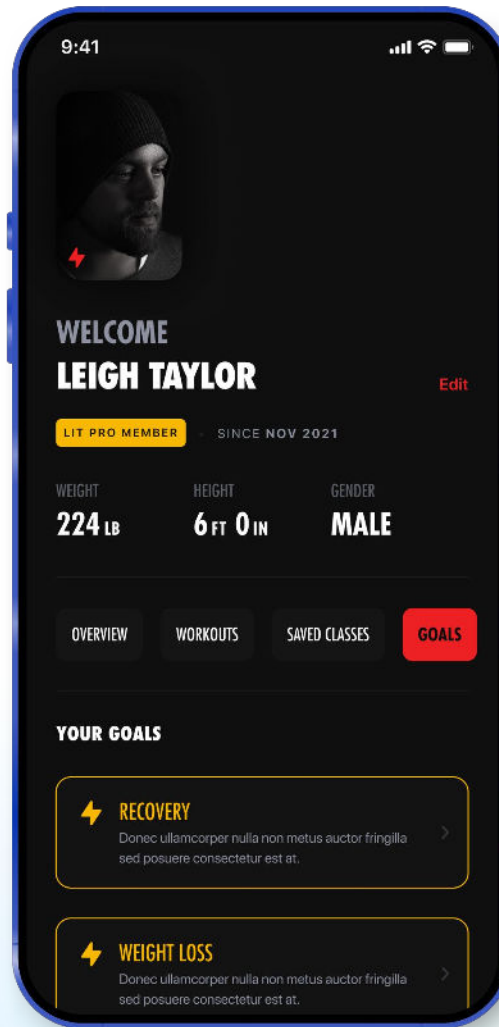 9:41
WELCOME
LEIGH TAYLOR
Edit
LIT PRO MEMBER · SINCE NOV 2021
WEIGHT HEIGHT GENDER
224 LB 6 FT 0 IN MALE
OVERVIEW WORKOUTS SAVED CLASSES GOALS
YOUR GOALS
RECOVERY
Donec ullamcorper nulla non metus auctor fringilla
sed posuere consectetur est at.
WEIGHT LOSS
Donec ullamcorper nulla non metus auctor fringilla
sed posuere consectetur est at.